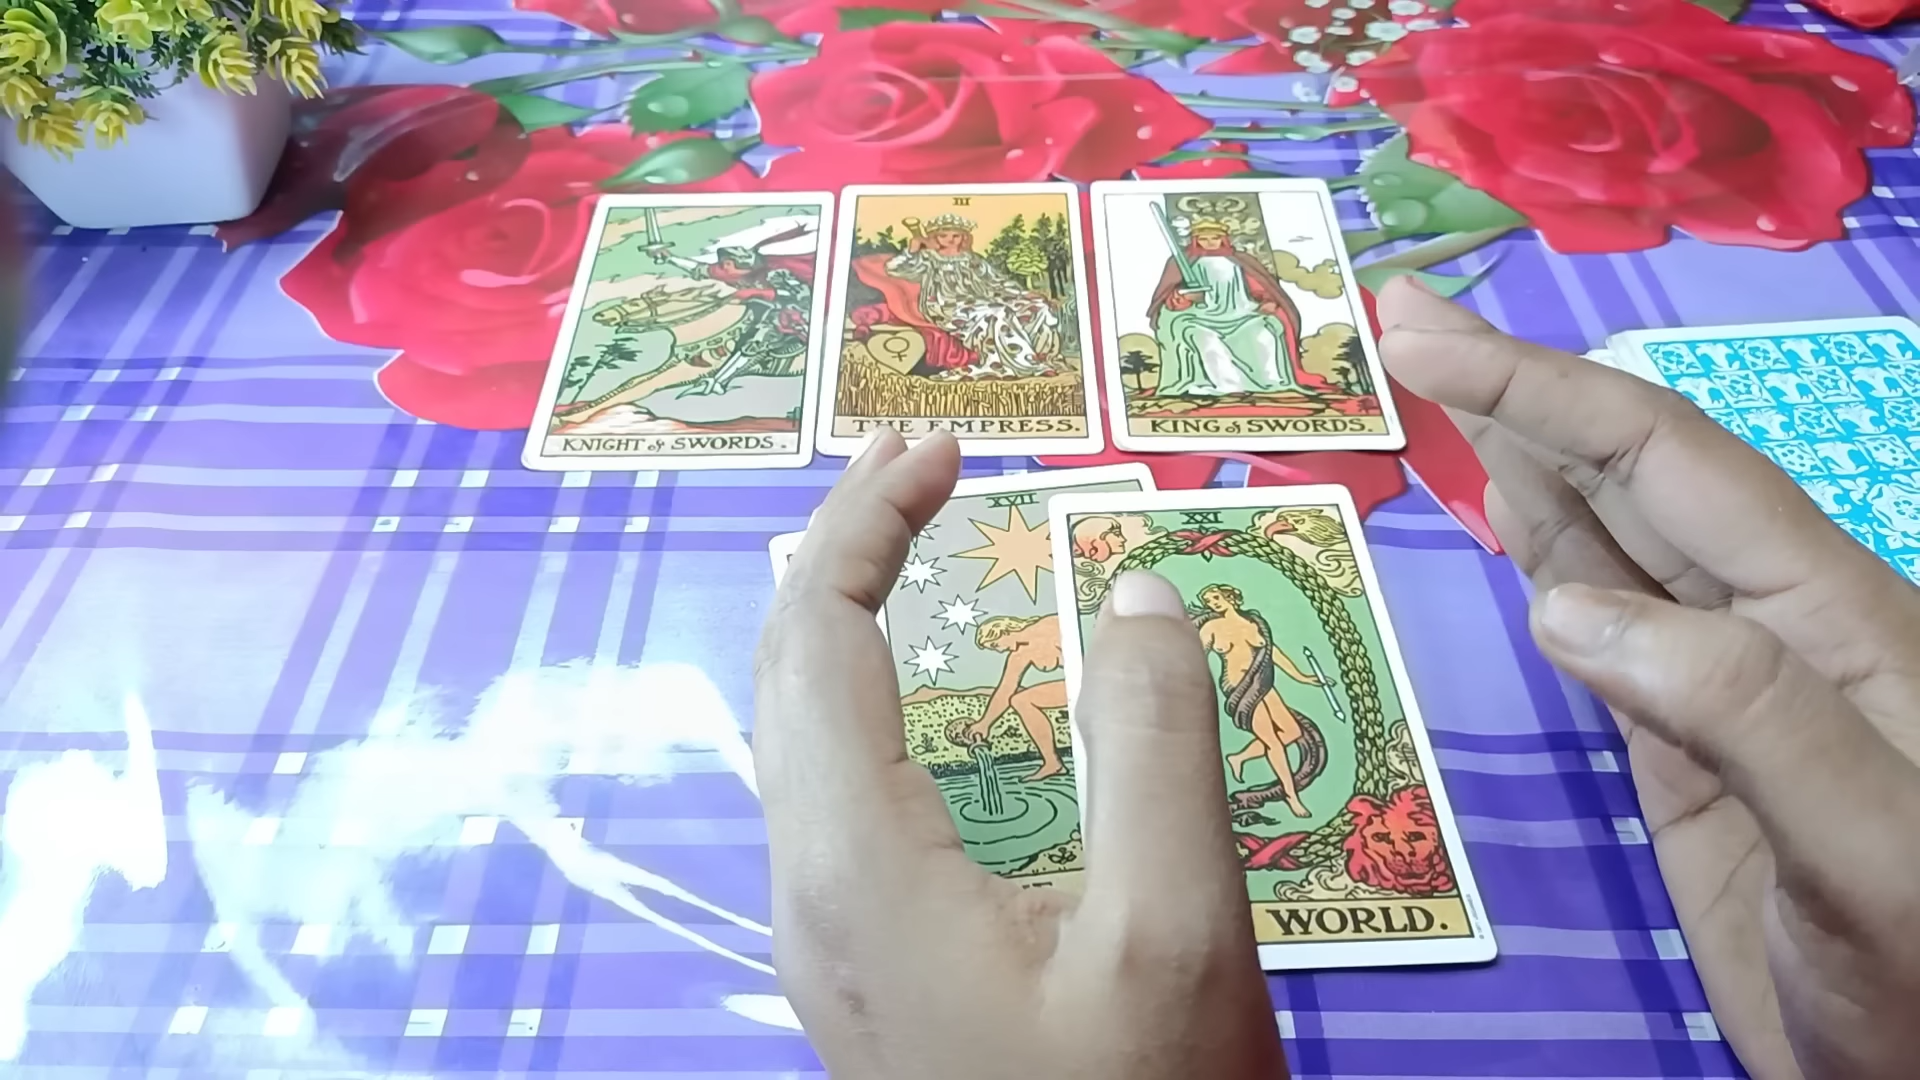 III
KNIGHT of SWORDS.
THE EMPRESS.
KING of SWORDS.
XVII
XXI
WORLD.